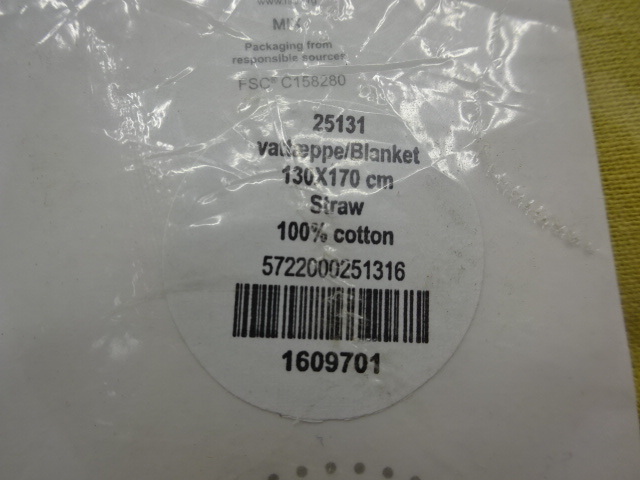 Packaging from
responsible sources
FSC® C158280
25131
Vattæppe/Blanket
130X170 cm
Straw
100% cotton
5722000251316
1609701